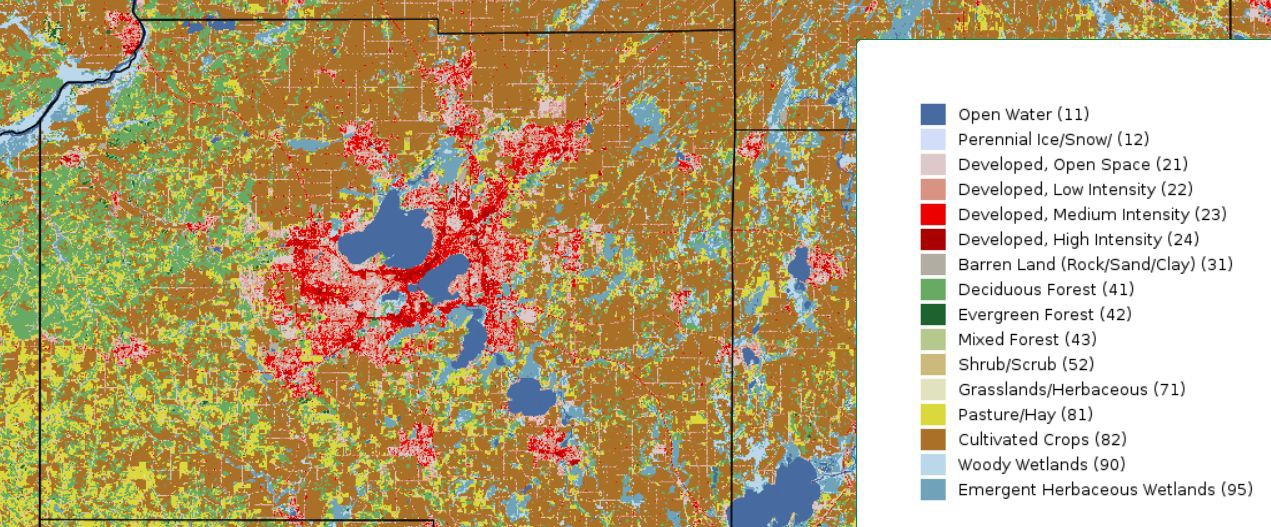 Open Water (11)
Perennial Ice/Snow/ (12)
Developed, Open Space (21)
Developed, Low Intensity (22)
Developed, Medium Intensity (23)
Developed, High Intensity (24)
Barren Land (Rock/Sand/Clay) (31)
Deciduous Forest (41)
Evergreen Forest (42)
Mixed Forest (43)
Shrub/Scrub (52)
Grasslands/Herbaceous (71)
Pasture/Hay (81)
Cultivated Crops (82)
Woody Wetlands (90)
Emergent Herbaceous Wetlands (95)